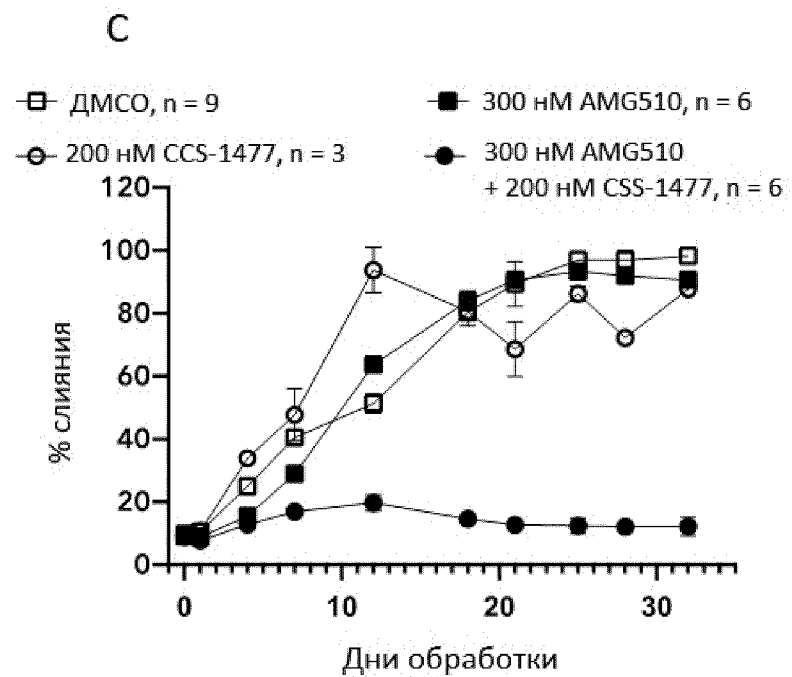 C
ДМСО, n = 9
300 нМ AMG510, n = 6
200 нМ CCS-1477, n = 3
300 нМ AMG510
+ 200 нМ CSS-1477, n = 6
120
100
80
60
40
20
0
% слияния
0 10 20 30
Дни обработки